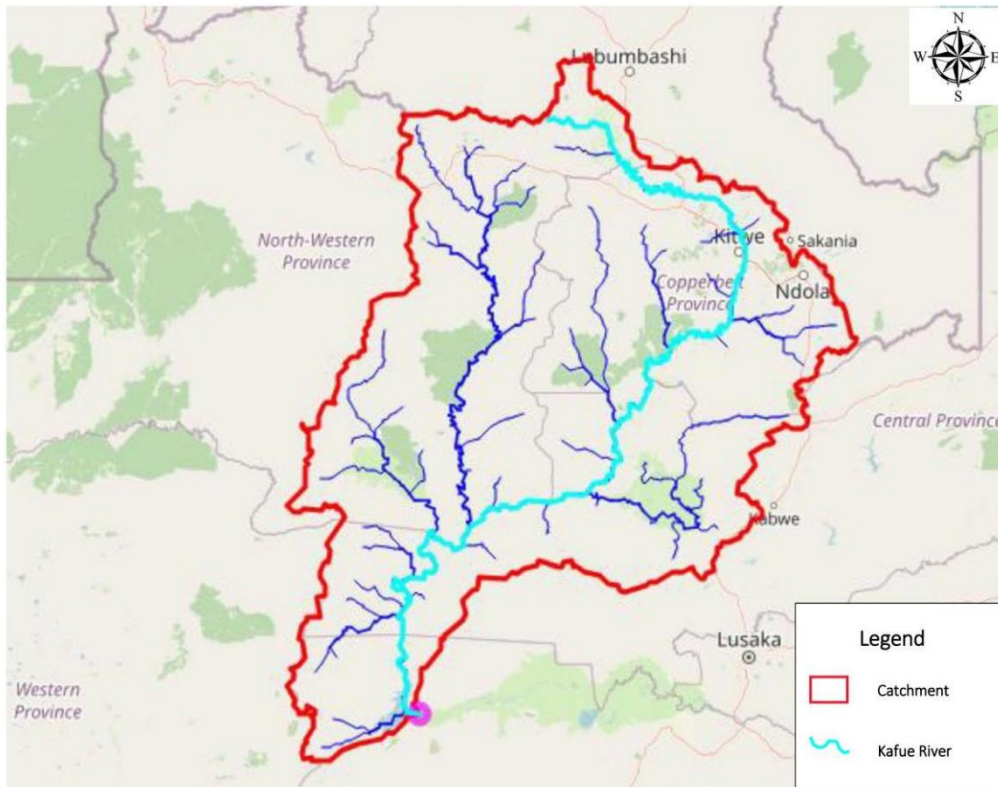 N
W E
S
Lubumbashi
North-Western
Province
Kitwe
Sakania
Copperbelt
Province
Ndola
Central Province
Kabwe
Lusaka
Western
Province
Legend
Catchment
Kafue River